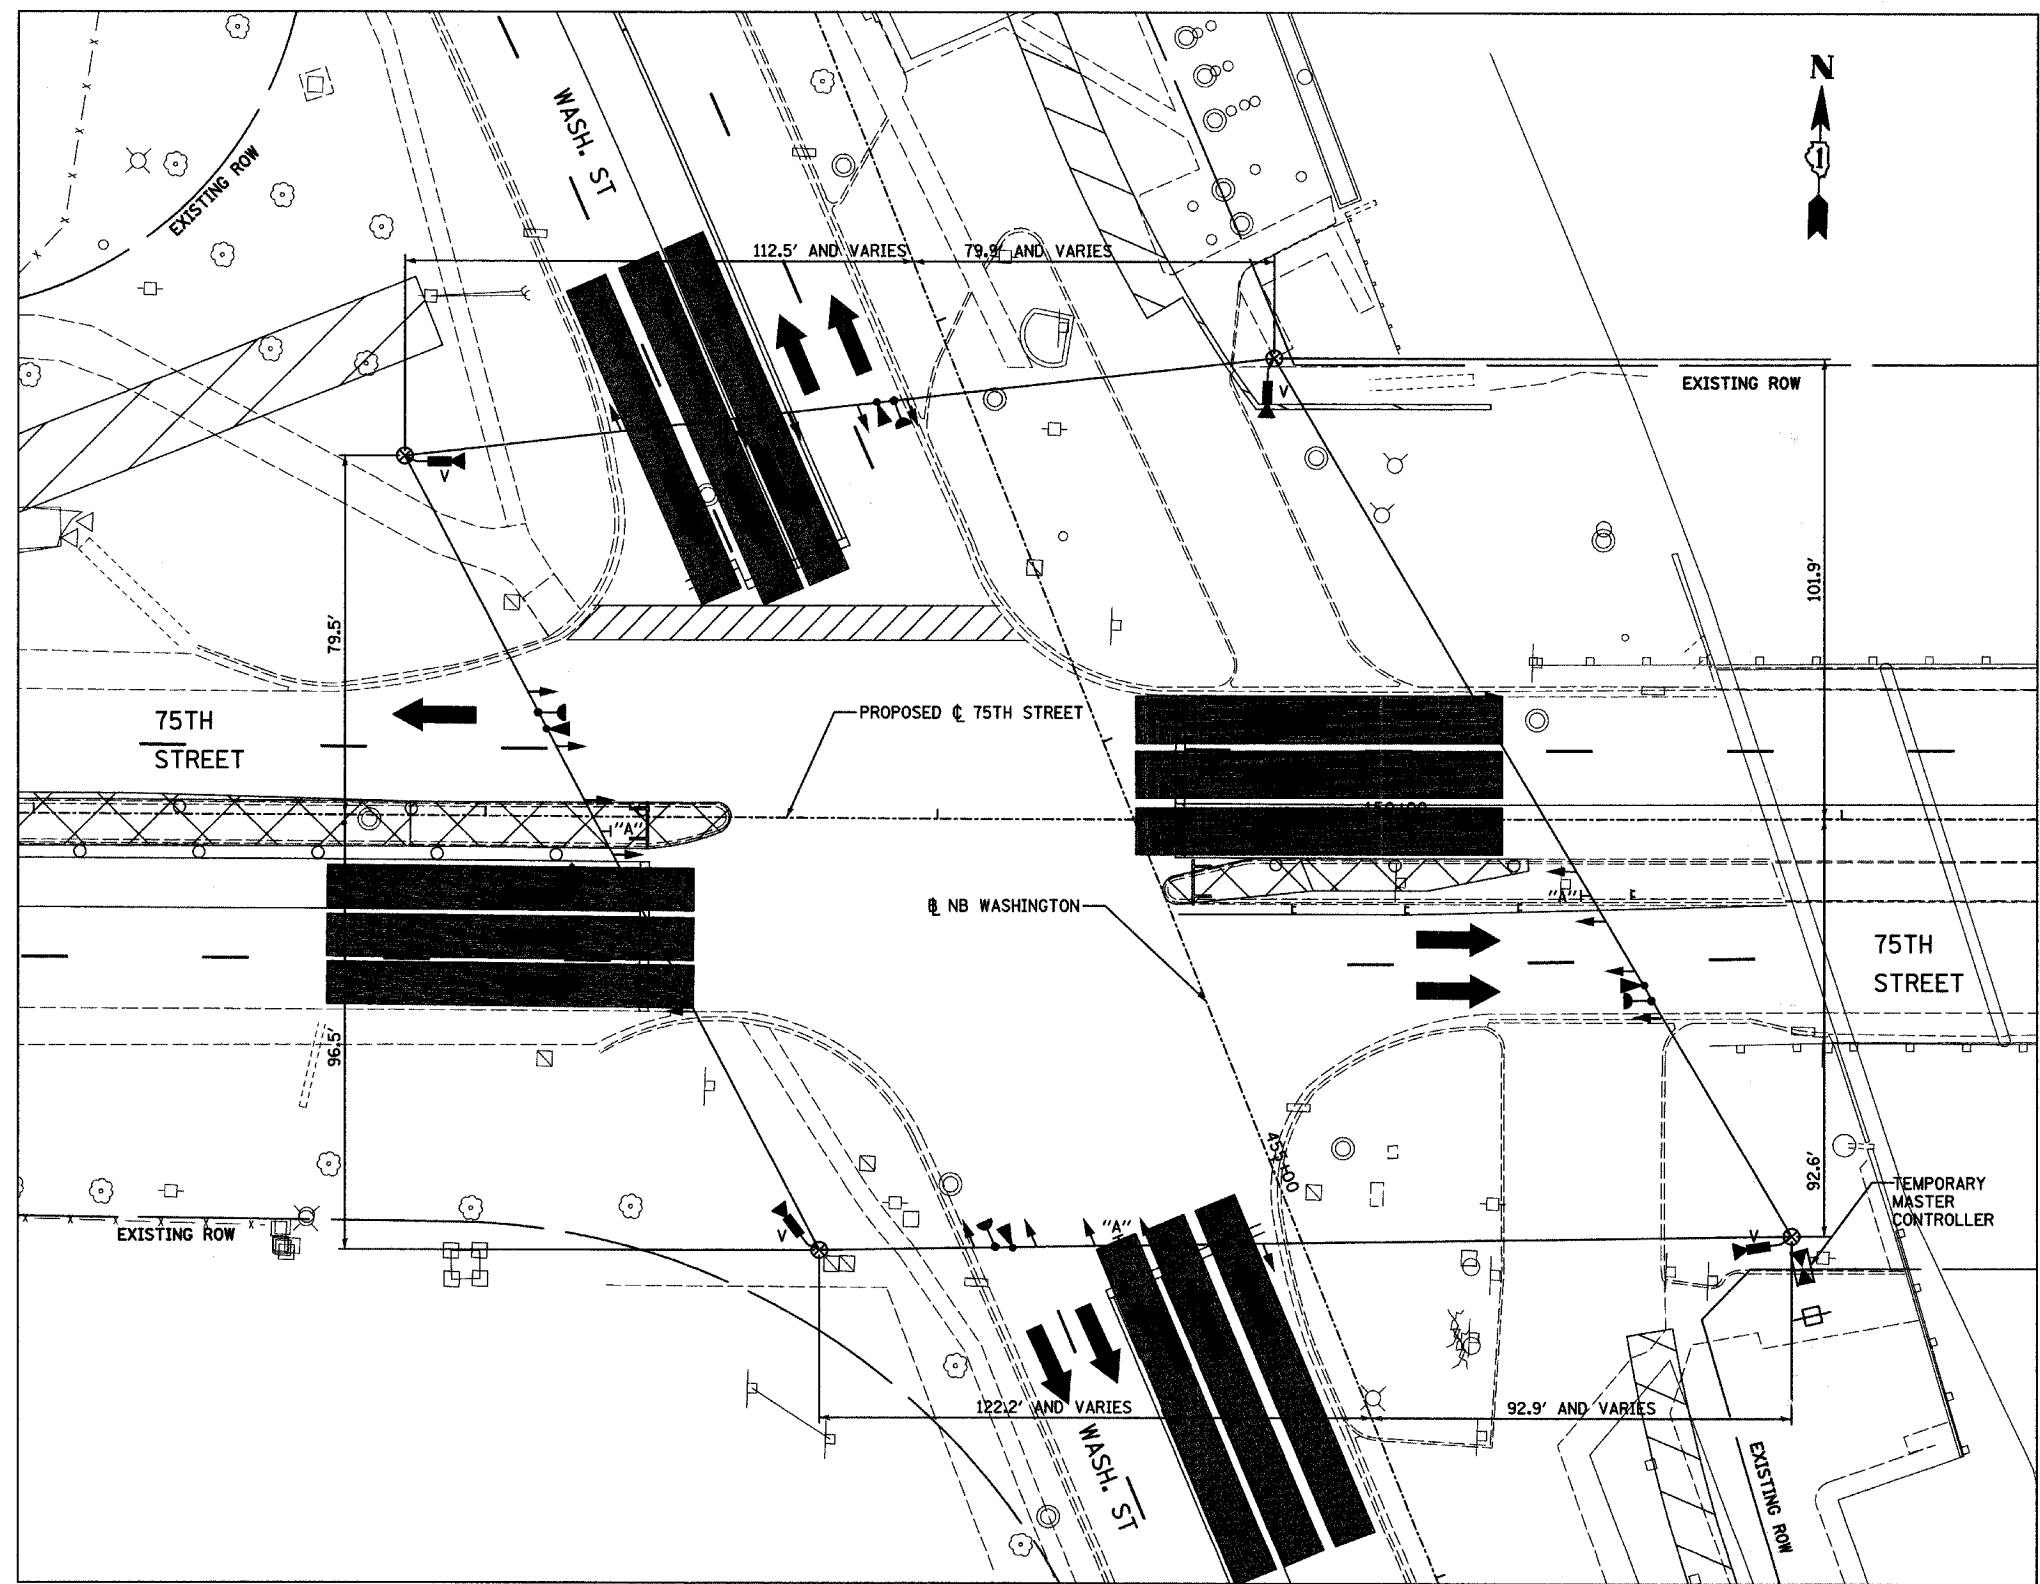 N
1
WASH. ST
EXISTING ROW
112.5' AND VARIES
79.9' AND VARIES
EXISTING ROW
V
V
79.5'
101.9'
75TH
STREET
PROPOSED ℄ 75TH STREET
"A"
150+00
"A"
E
₧ NB WASHINGTON
75TH
STREET
96.5'
455+00
92.6'
TEMPORARY
MASTER
CONTROLLER
EXISTING ROW
V
"A"
V
122.2' AND VARIES
92.9' AND VARIES
WASH. ST
EXISTING ROW